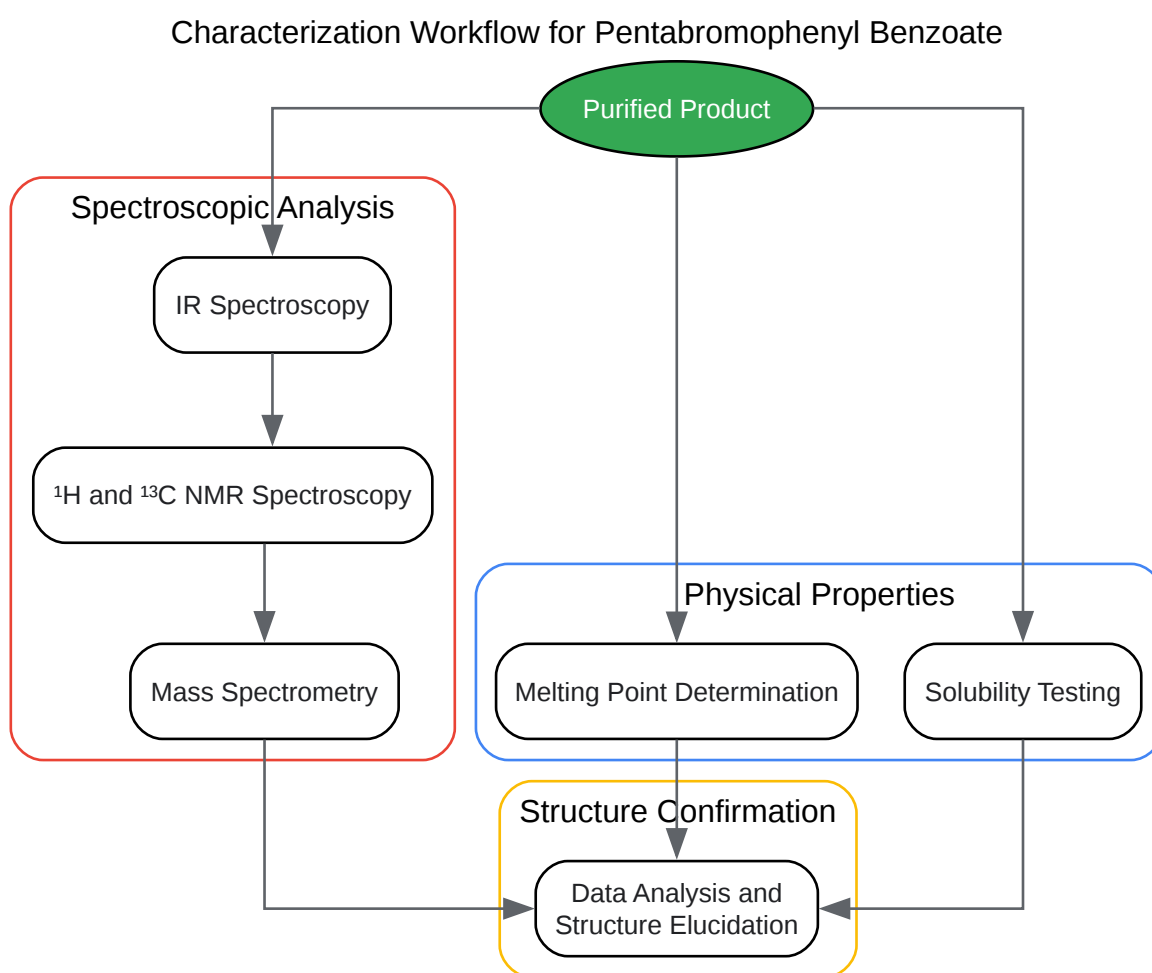 Characterization Workflow for Pentabromophenyl Benzoate
Purified Product
Spectroscopic Analysis
IR Spectroscopy
¹H and ¹³C NMR Spectroscopy
Mass Spectrometry
Physical Properties
Melting Point Determination
Solubility Testing
Structure Confirmation
Data Analysis and
Structure Elucidation